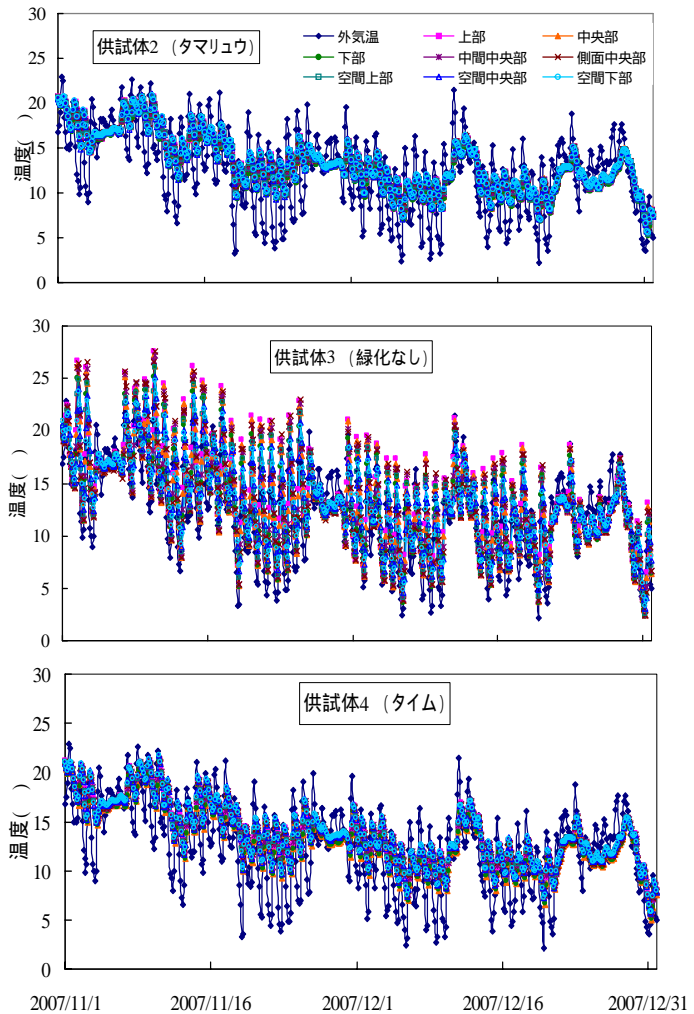 30
25
20
15
10
5
0
温度( )
供試体2 (タマリュウ)
外気温 上部 中央部
下部 中間中央部 側面中央部
空間上部 空間中央部 空間下部
30
25
20
15
10
5
0
温度( )
供試体3 (緑化なし)
30
25
20
15
10
5
0
温度( )
供試体4 (タイム)
2007/11/1 2007/11/16 2007/12/1 2007/12/16 2007/12/31